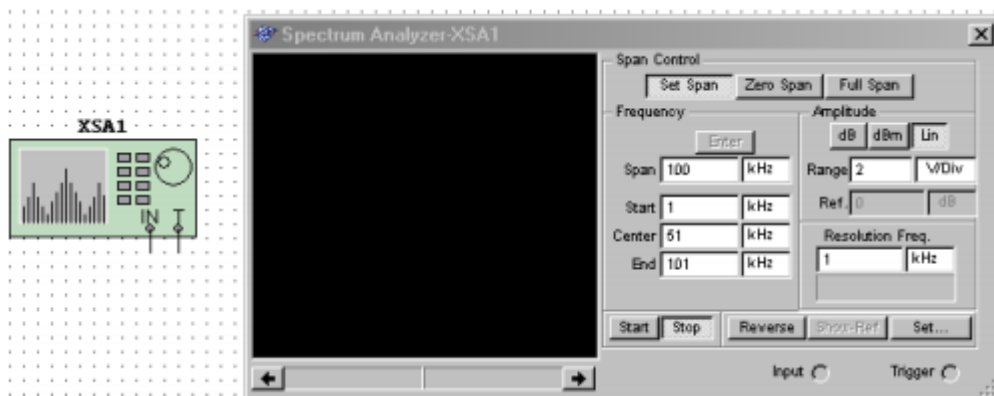 XSA1
IN T
Spectrum Analyzer-XSA1
Span Control
Set Span Zero Span Full Span
Frequency
Enter
Span 100 kHz
Start 1 kHz
Center 51 kHz
End 101 kHz
Amplitude
dB dBm Lin
Range 2 V/Div
Ref. 0 dB
Resolution Freq.
1 kHz
Start Stop Reverse Show-Ref Set...
Input Trigger